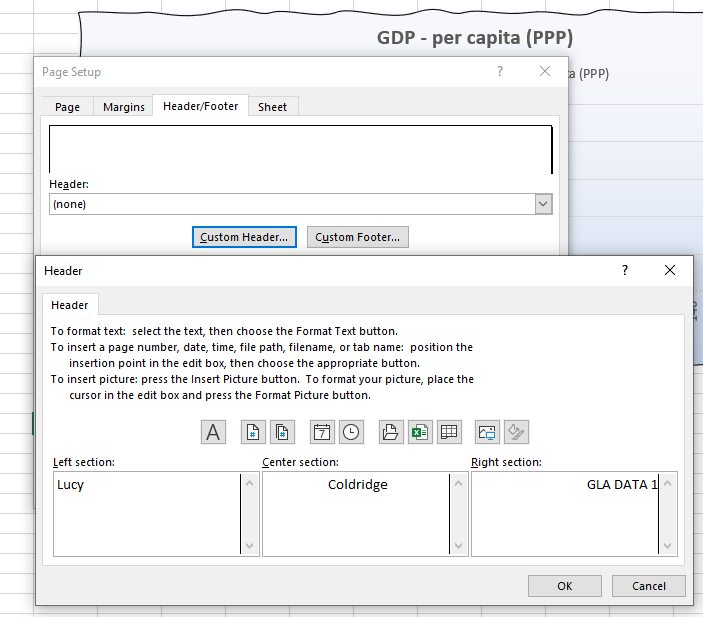 GDP - per capita (PPP)
Page Setup
?
ta (PPP)
Page
Margins
Header/Footer
Sheet
Header:
(none)
Custom Header...
Custom Footer...
Header
?
Header
To format text: select the text, then choose the Format Text button.
To insert a page number, date, time, file path, filename, or tab name: position the
insertion point in the edit box, then choose the appropriate button.
To insert picture: press the Insert Picture button. To format your picture, place the
cursor in the edit box and press the Format Picture button.
A
#
#
7
Left section:
Center section:
Right section:
Lucy
Coldridge
GLA DATA 1
OK
Cancel